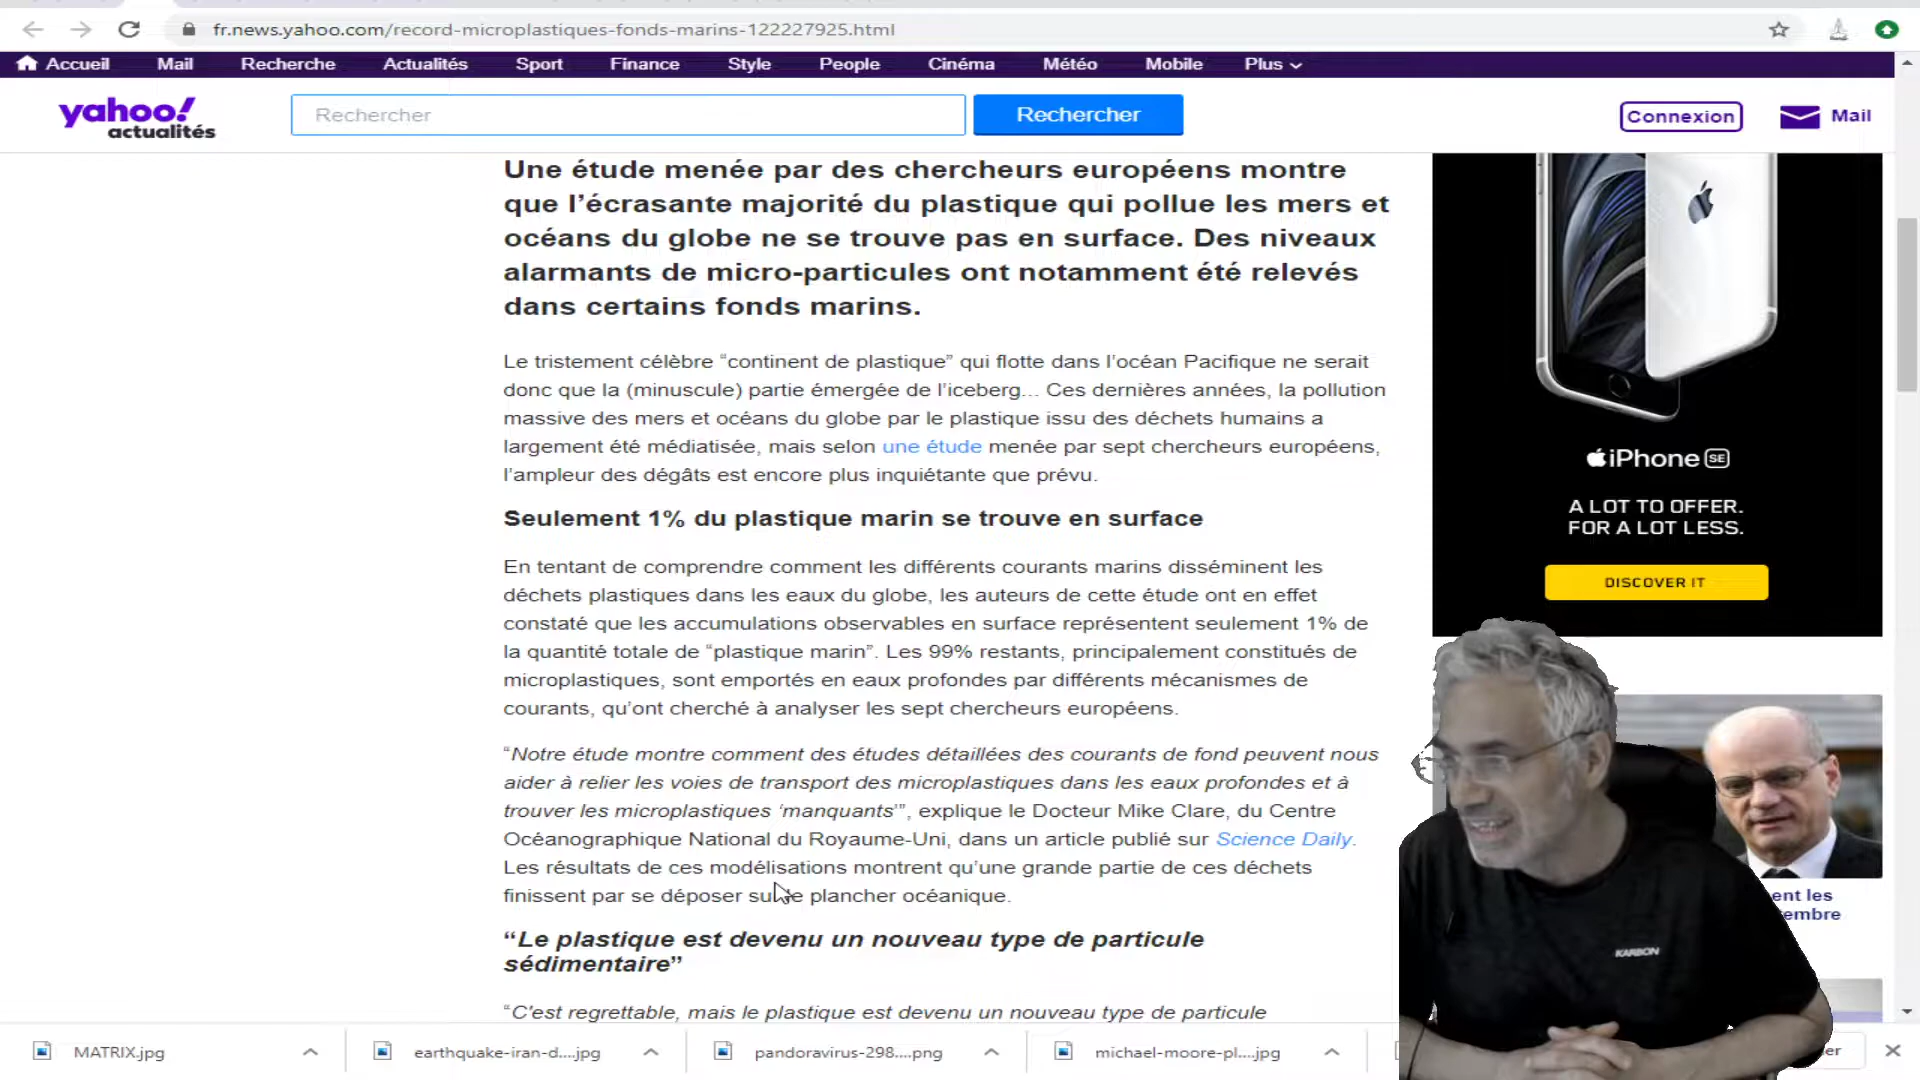 fr.news.yahoo.com/record-microplastiques-fonds-marins-122227925.html
Accueil Mail Recherche Actualités Sport Finance Style People Cinéma Météo Mobile Plus
yahoo!
actualités
Rechercher
Rechercher
Connexion
Mail
Une étude menée par des chercheurs européens montre
que l’écrasante majorité du plastique qui pollue les mers et
océans du globe ne se trouve pas en surface. Des niveaux
alarmants de micro-particules ont notamment été relevés
dans certains fonds marins.
Le tristement célèbre “continent de plastique” qui flotte dans l’océan Pacifique ne serait
donc que la (minuscule) partie émergée de l’iceberg... Ces dernières années, la pollution
massive des mers et océans du globe par le plastique issu des déchets humains a
largement été médiatisée, mais selon une étude menée par sept chercheurs européens,
l’ampleur des dégâts est encore plus inquiétante que prévu.
Seulement 1% du plastique marin se trouve en surface
En tentant de comprendre comment les différents courants marins disséminent les
déchets plastiques dans les eaux du globe, les auteurs de cette étude ont en effet
constaté que les accumulations observables en surface représentent seulement 1% de
la quantité totale de “plastique marin”. Les 99% restants, principalement constitués de
microplastiques, sont emportés en eaux profondes par différents mécanismes de
courants, qu’ont cherché à analyser les sept chercheurs européens.
“Notre étude montre comment des études détaillées des courants de fond peuvent nous
aider à relier les voies de transport des microplastiques dans les eaux profondes et à
trouver les microplastiques ‘manquants’”, explique le Docteur Mike Clare, du Centre
Océanographique National du Royaume-Uni, dans un article publié sur Science Daily.
Les résultats de ces modélisations montrent qu’une grande partie de ces déchets
finissent par se déposer su le plancher océanique.
“Le plastique est devenu un nouveau type de particule
sédimentaire”
“C’est regrettable, mais le plastique est devenu un nouveau type de particule
iPhone SE
A LOT TO OFFER.
FOR A LOT LESS.
DISCOVER IT
ent les
embre
KARBON
MATRIX.jpg
earthquake-iran-d....jpg
pandoravirus-298....png
michael-moore-pl....jpg
er